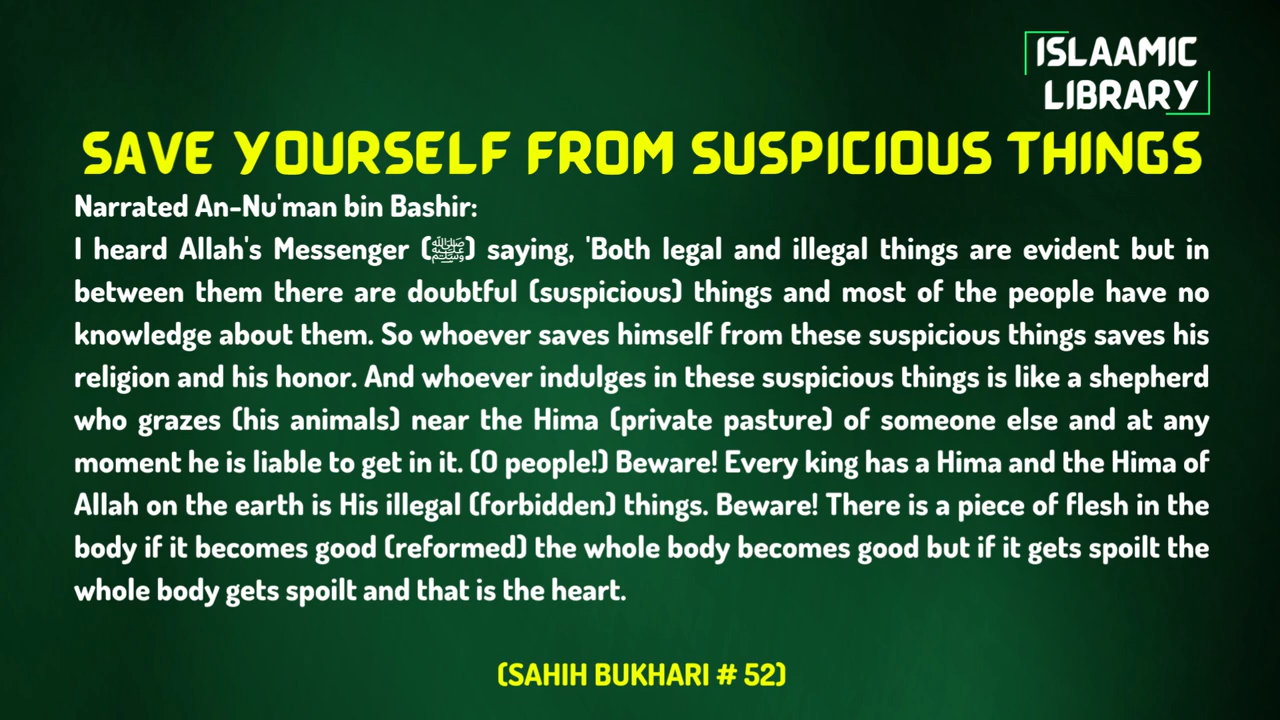 ISLAAMIC
LIBRARY
SAVE YOURSELF FROM SUSPICIOUS THINGS
Narrated An-Nu'man bin Bashir:
I heard Allah's Messenger (ﷺ) saying, 'Both legal and illegal things are evident but in
between them there are doubtful (suspicious) things and most of the people have no
knowledge about them. So whoever saves himself from these suspicious things saves his
religion and his honor. And whoever indulges in these suspicious things is like a shepherd
who grazes (his animals) near the Hima (private pasture) of someone else and at any
moment he is liable to get in it. (O people!) Beware! Every king has a Hima and the Hima of
Allah on the earth is His illegal (forbidden) things. Beware! There is a piece of flesh in the
body if it becomes good (reformed) the whole body becomes good but if it gets spoilt the
whole body gets spoilt and that is the heart.
(SAHIH BUKHARI # 52)